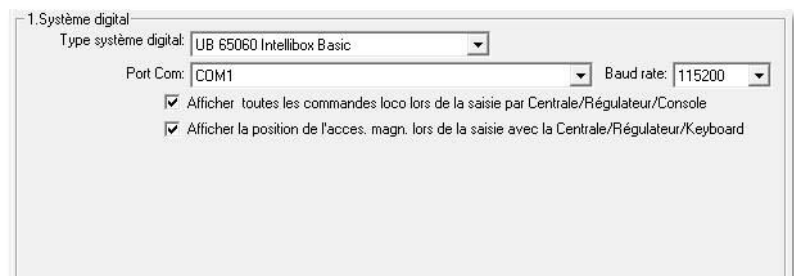 1.Système digital
Type système digital: UB 65060 Intellibox Basic
Port Com: COM1 Baud rate: 115200
Afficher toutes les commandes loco lors de la saisie par Centrale/Régulateur/Console
Afficher la position de l'acces. magn. lors de la saisie avec la Centrale/Régulateur/Keyboard